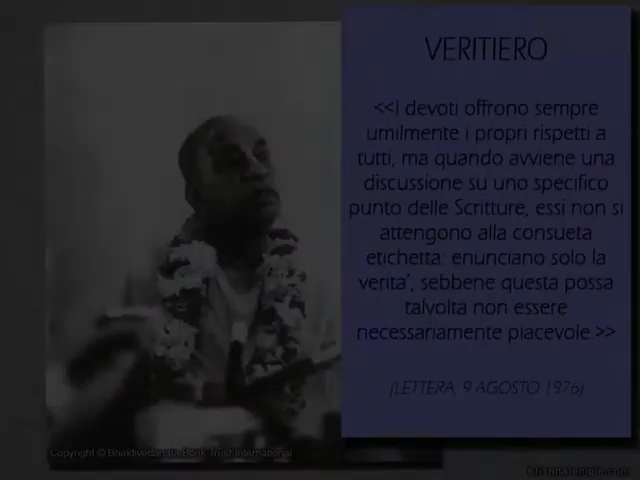 VERITIERO
<<I devoti offrono sempre
umilmente i propri rispetti a
tutti, ma quando avviene una
discussione su uno specifico
punto delle Scritture, essi non si
attengono alla consueta
etichetta: enunciano solo la
verita', sebbene questa possa
talvolta non essere
necessariamente piacevole.>>
(LETTERA, 9 AGOSTO 1976)
Copyright © Bhaktivedanta Book Trust International